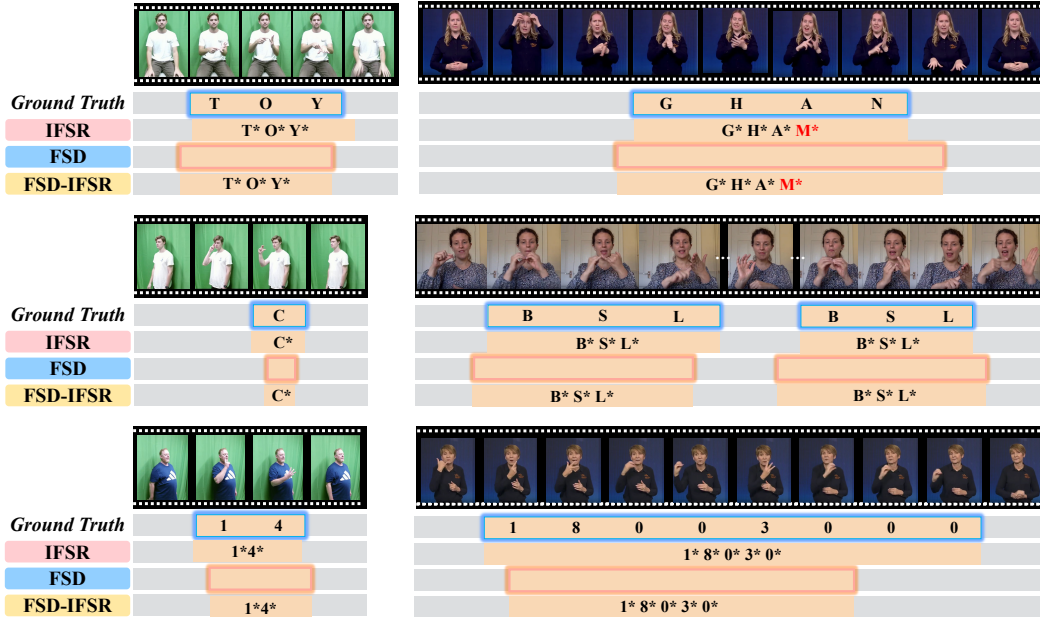 Ground Truth T O Y G H A N
IFSR T* O* Y* G* H* A* M*
FSD
FSD-IFSR T* O* Y* G* H* A* M*
Ground Truth C B S L B S L
IFSR C* B* S* L* B* S* L*
FSD
FSD-IFSR C* B* S* L* B* S* L*
Ground Truth 1 4 1 8 0 0 3 0 0 0
IFSR 1*4* 1* 8* 0* 3* 0*
FSD
FSD-IFSR 1*4* 1* 8* 0* 3* 0*